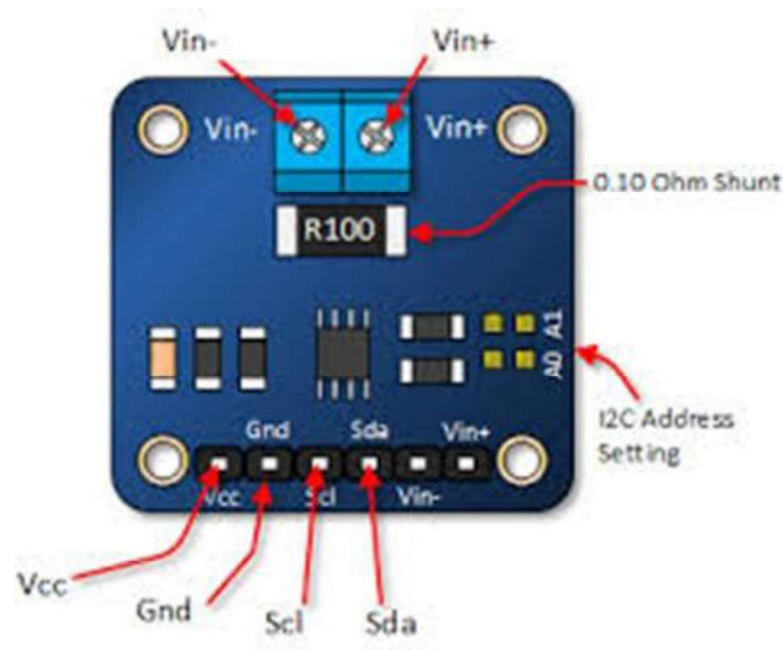 Vin- Vin+
Vin- Vin+
0.10 Ohm Shunt
R100
A1
A0
I2C Address
Setting
Gnd Sda Vin+
Vcc Scl Vin-
Vcc Gnd Scl Sda